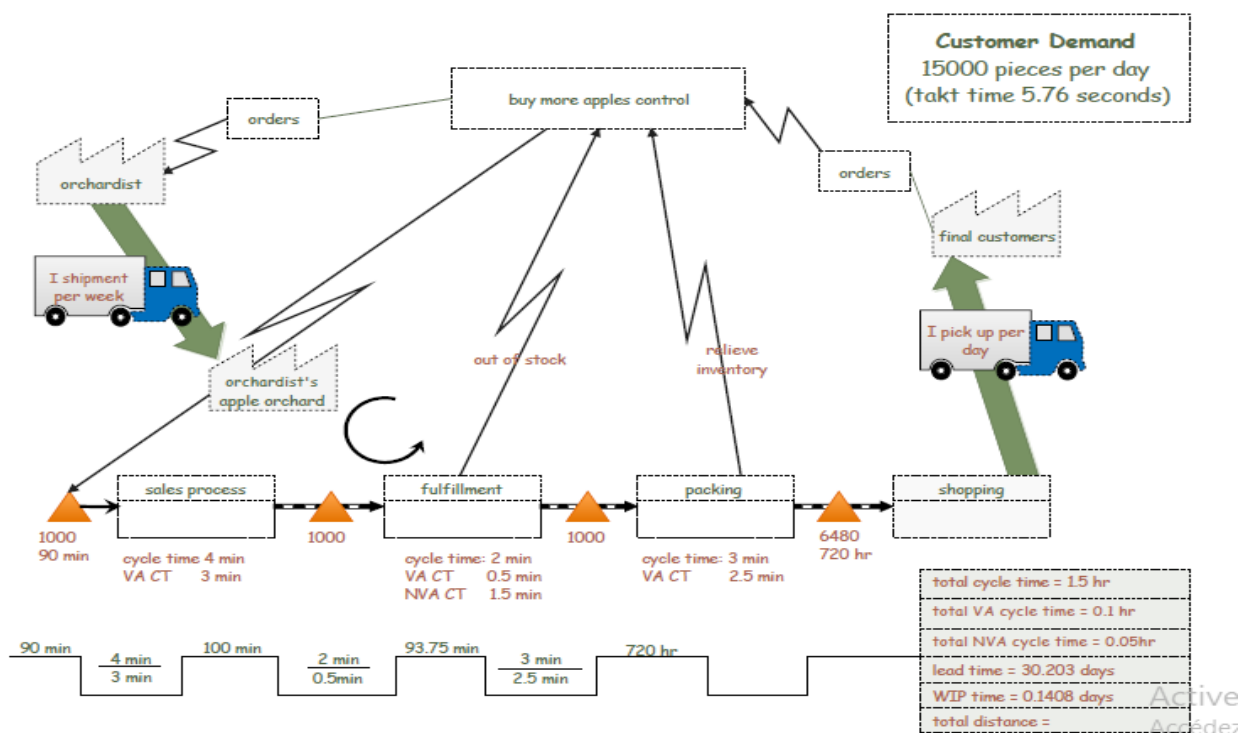 Customer Demand
15000 pieces per day
(takt time 5.76 seconds)
buy more apples control
orders
orchardist
orders
final customers
I shipment
per week
I pick up per
day
out of stock
relieve
inventory
orchardist's
apple orchard
sales process
fulfillment
packing
shopping
1000
90 min
1000
1000
6480
720 hr
cycle time 4 min
VA CT 3 min
cycle time: 2 min
VA CT 0.5 min
NVA CT 1.5 min
cycle time: 3 min
VA CT 2.5 min
90 min
4 min
3 min
100 min
2 min
0.5min
93.75 min
3 min
2.5 min
720 hr
total cycle time = 1.5 hr
total VA cycle time = 0.1 hr
total NVA cycle time = 0.05hr
lead time = 30.203 days
WIP time = 0.1408 days
total distance =
Active
Accédez